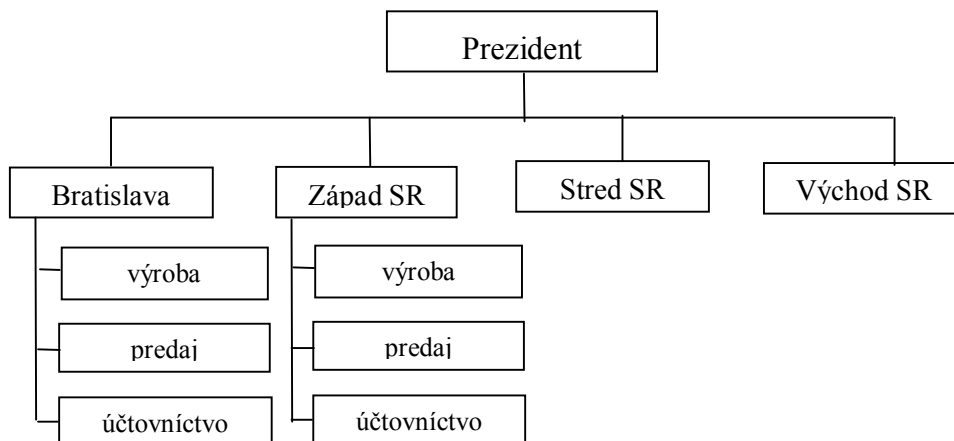 Prezident
Bratislava
Západ SR
Stred SR
Východ SR
výroba
výroba
predaj
predaj
účtovníctvo
účtovníctvo